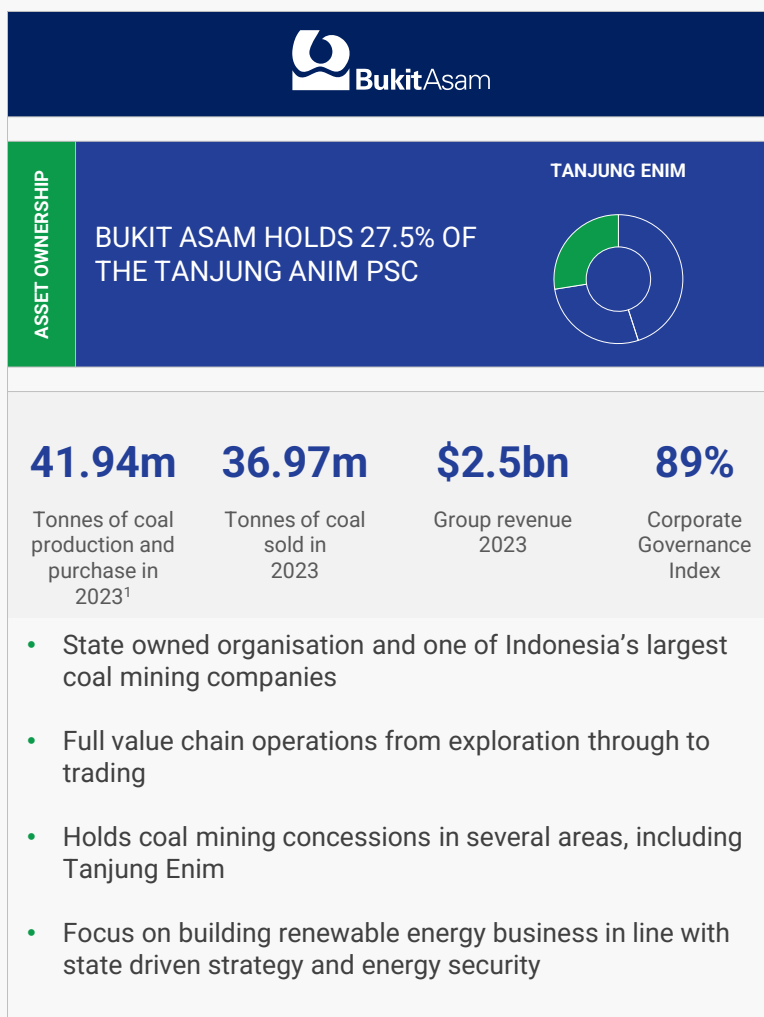 BukitAsam
ASSET OWNERSHIP
BUKIT ASAM HOLDS 27.5% OF
THE TANJUNG ANIM PSC
TANJUNG ENIM
41.94m
Tonnes of coal
production and
purchase in
2023¹
36.97m
Tonnes of coal
sold in
2023
$2.5bn
Group revenue
2023
89%
Corporate
Governance
Index
• State owned organisation and one of Indonesia’s largest
coal mining companies
• Full value chain operations from exploration through to
trading
• Holds coal mining concessions in several areas, including
Tanjung Enim
• Focus on building renewable energy business in line with
state driven strategy and energy security